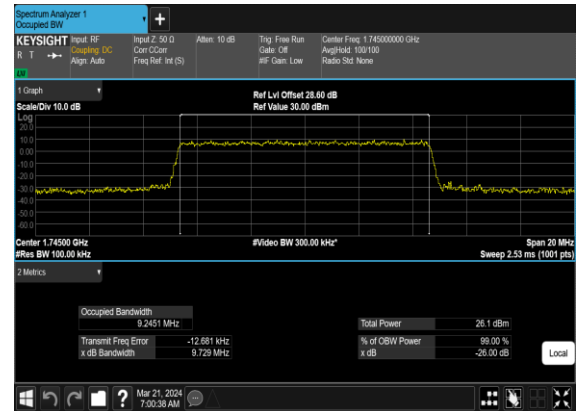 Spectrum Analyzer 1
Occupied BW
KEYSIGHT
R T
LXI
Input: RF
Coupling: DC
Align: Auto
Input Z: 50 Ω
Corr CCorr
Freq Ref: Int (S)
Atten: 10 dB
Trig: Free Run
Gate: Off
#IF Gain: Low
Center Freq: 1.745000000 GHz
Avg|Hold: 100/100
Radio Std: None
1 Graph
Scale/Div 10.0 dB
Ref Lvl Offset 28.60 dB
Ref Value 30.00 dBm
Log
20.0
10.0
0.00
-10.0
-20.0
-30.0
-40.0
-50.0
-60.0
Center 1.74500 GHz
#Res BW 100.00 kHz
#Video BW 300.00 kHz*
Span 20 MHz
Sweep 2.53 ms (1001 pts)
2 Metrics
Occupied Bandwidth
9.2451 MHz
Transmit Freq Error -12.681 kHz
x dB Bandwidth 9.729 MHz
Total Power 26.1 dBm
% of OBW Power 99.00 %
x dB -26.00 dB
Local
?
Mar 21, 2024
7:00:38 AM